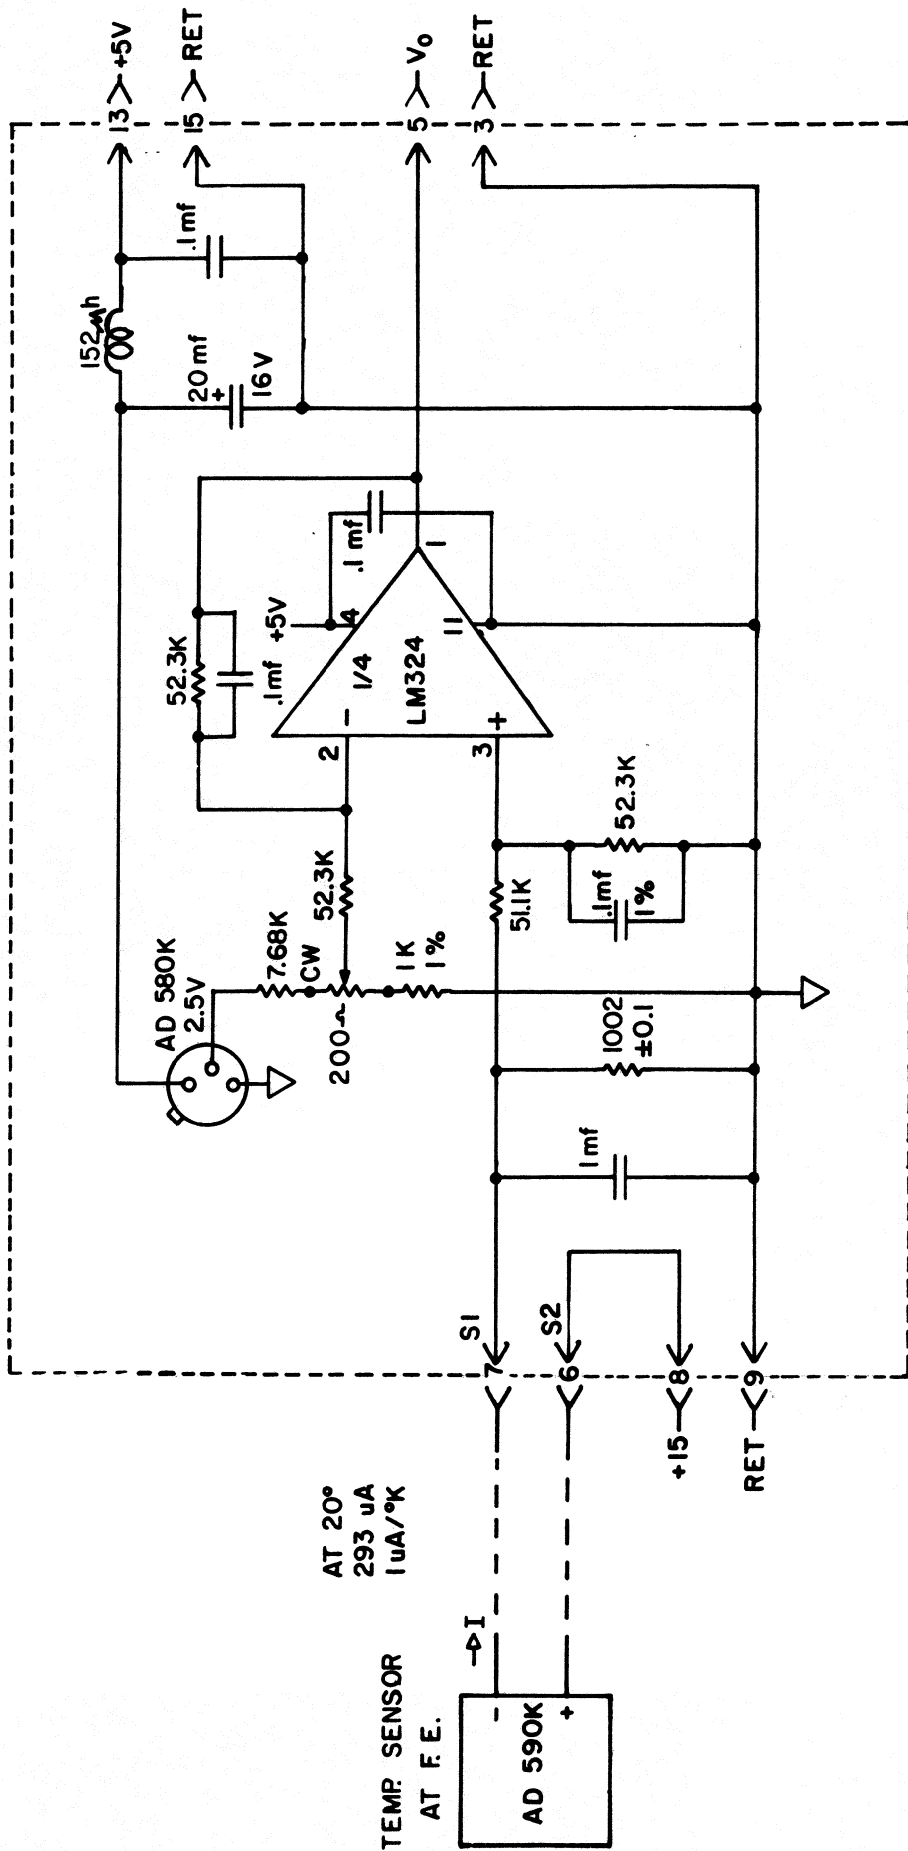 TEMP. SENSOR
AT F.E.
AD 590K
-
+
I
AT 20°
293 uA
1uA/°K
7
6
8
9
+15
RET
S1
S2
1mf
1002
±0.1
AD 580K
2.5V
7.68K
CW
200
1K
1%
52.3K
51.1K
.1mf
1%
52.3K
52.3K
.1mf
2
3
-
+
1/4
LM324
+5V
4
11
1
.1mf
20mf
+
16V
152μh
.1mf
13
+5V
15
RET
5
Vo
3
RET